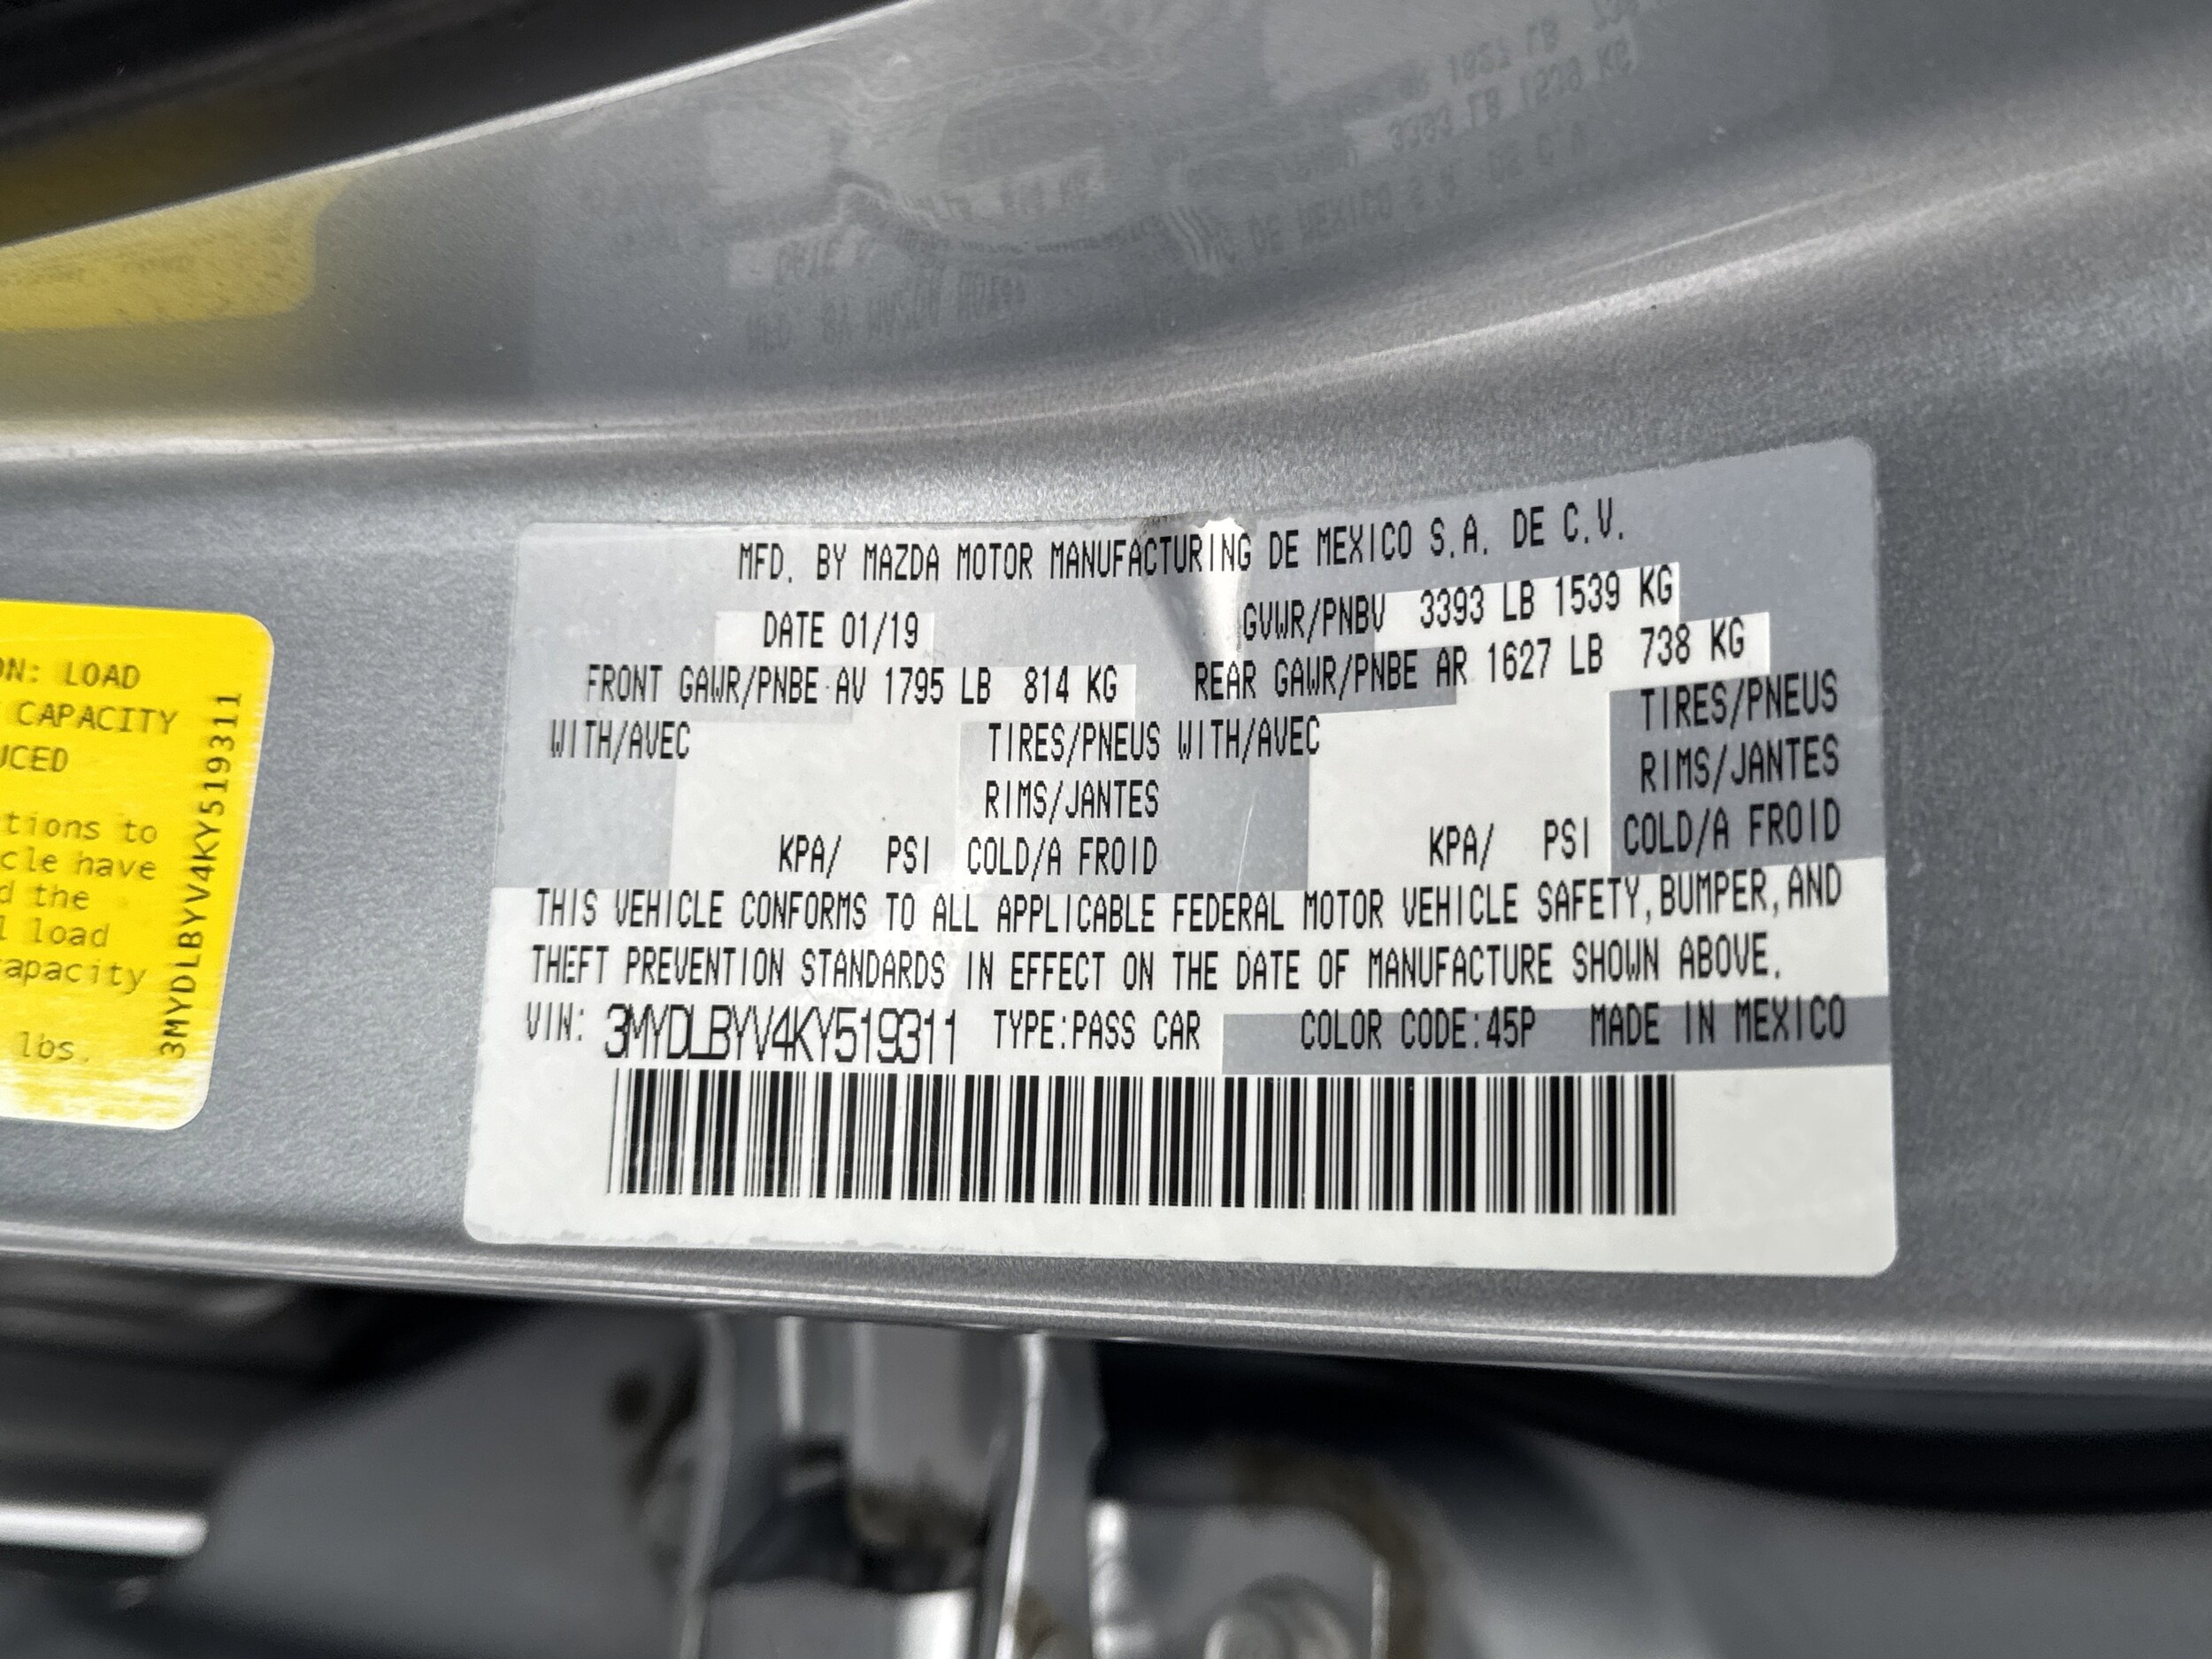 MFD. BY MAZDA MOTOR MANUFACTURING DE MEXICO S.A. DE C.V.
DATE 01/19 GVWR/PNBV 3393 LB 1539 KG
FRONT GAWR/PNBE AV 1795 LB 814 KG REAR GAWR/PNBE AR 1627 LB 738 KG
WITH/AVEC TIRES/PNEUS WITH/AVEC TIRES/PNEUS
RIMS/JANTES RIMS/JANTES
KPA/ PSI COLD/A FROID KPA/ PSI COLD/A FROID
THIS VEHICLE CONFORMS TO ALL APPLICABLE FEDERAL MOTOR VEHICLE SAFETY, BUMPER, AND
THEFT PREVENTION STANDARDS IN EFFECT ON THE DATE OF MANUFACTURE SHOWN ABOVE.
VIN: 3MYDLBYV4KY519311 TYPE:PASS CAR COLOR CODE:45P MADE IN MEXICO
ON: LOAD
CAPACITY
UCED
tions to
cle have
d the
l load
apacity
lbs.
3MYDLBYV4KY519311